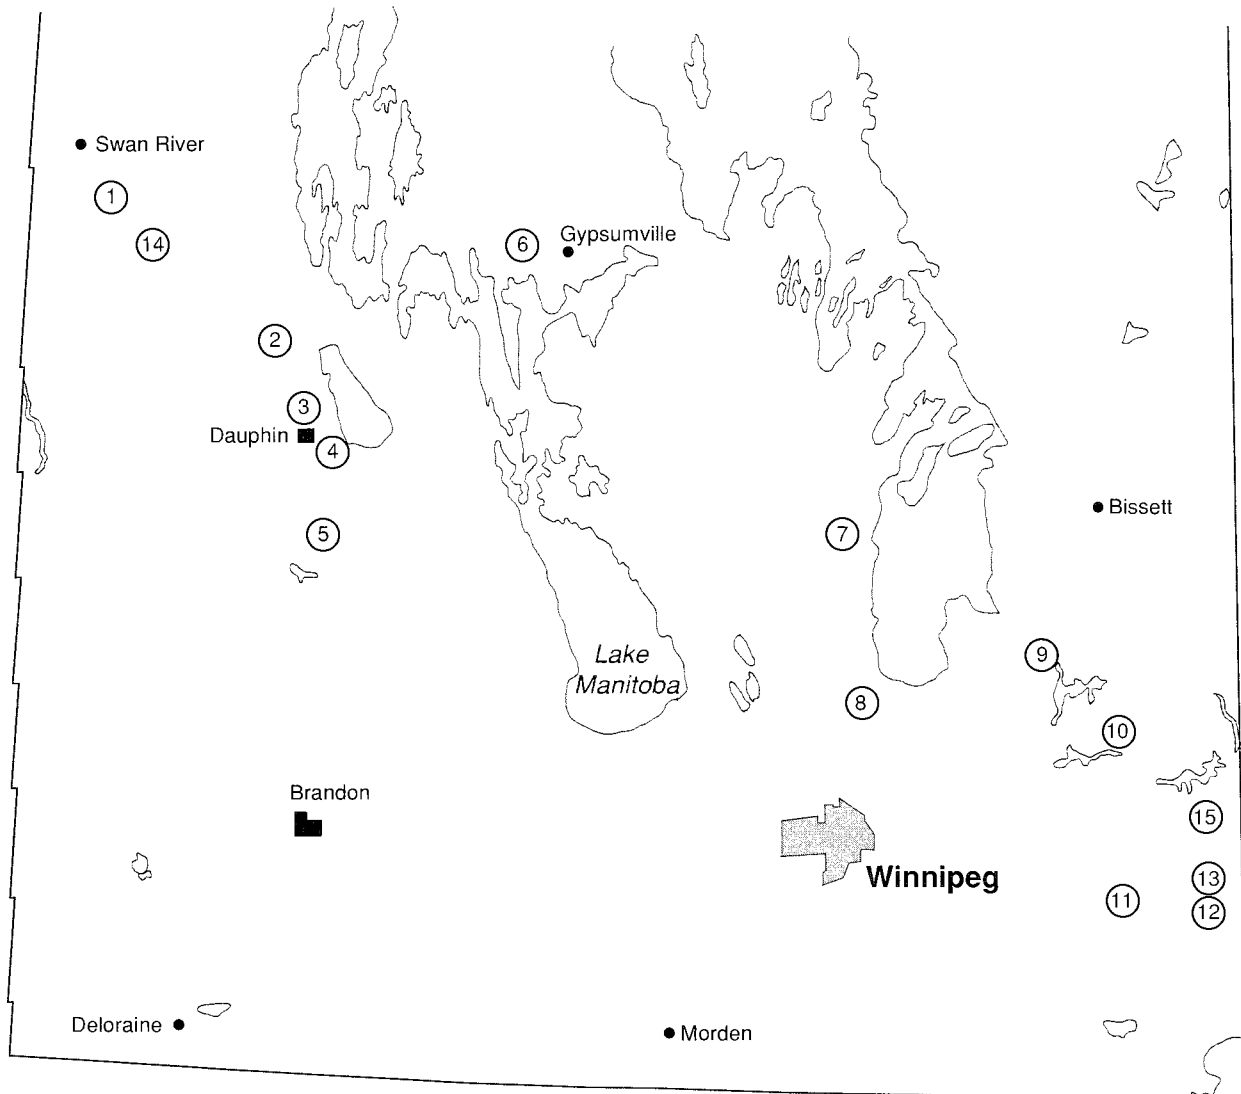 Swan River
1
14
6
Gypsumville
2
3
Dauphin
4
Bissett
5
7
Lake
Manitoba
9
8
10
Brandon
15
Winnipeg
13
11
12
Deloraine
Morden